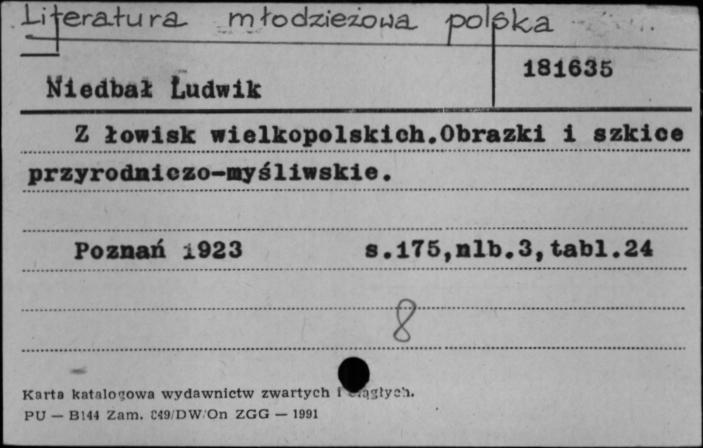 Literatura młodzieżowa polska
181635
Niedbał Ludwik
Z łowisk wielkopolskich.Obrazki i szkice
przyrodniczo-myśliwskie.
Poznań 1923 s.175,nlb.3,tabl.24
8
Karta katalogowa wydawnictw zwartych i ciągłych.
PU — B144 Zam. 849/DW/On ZGG — 1991